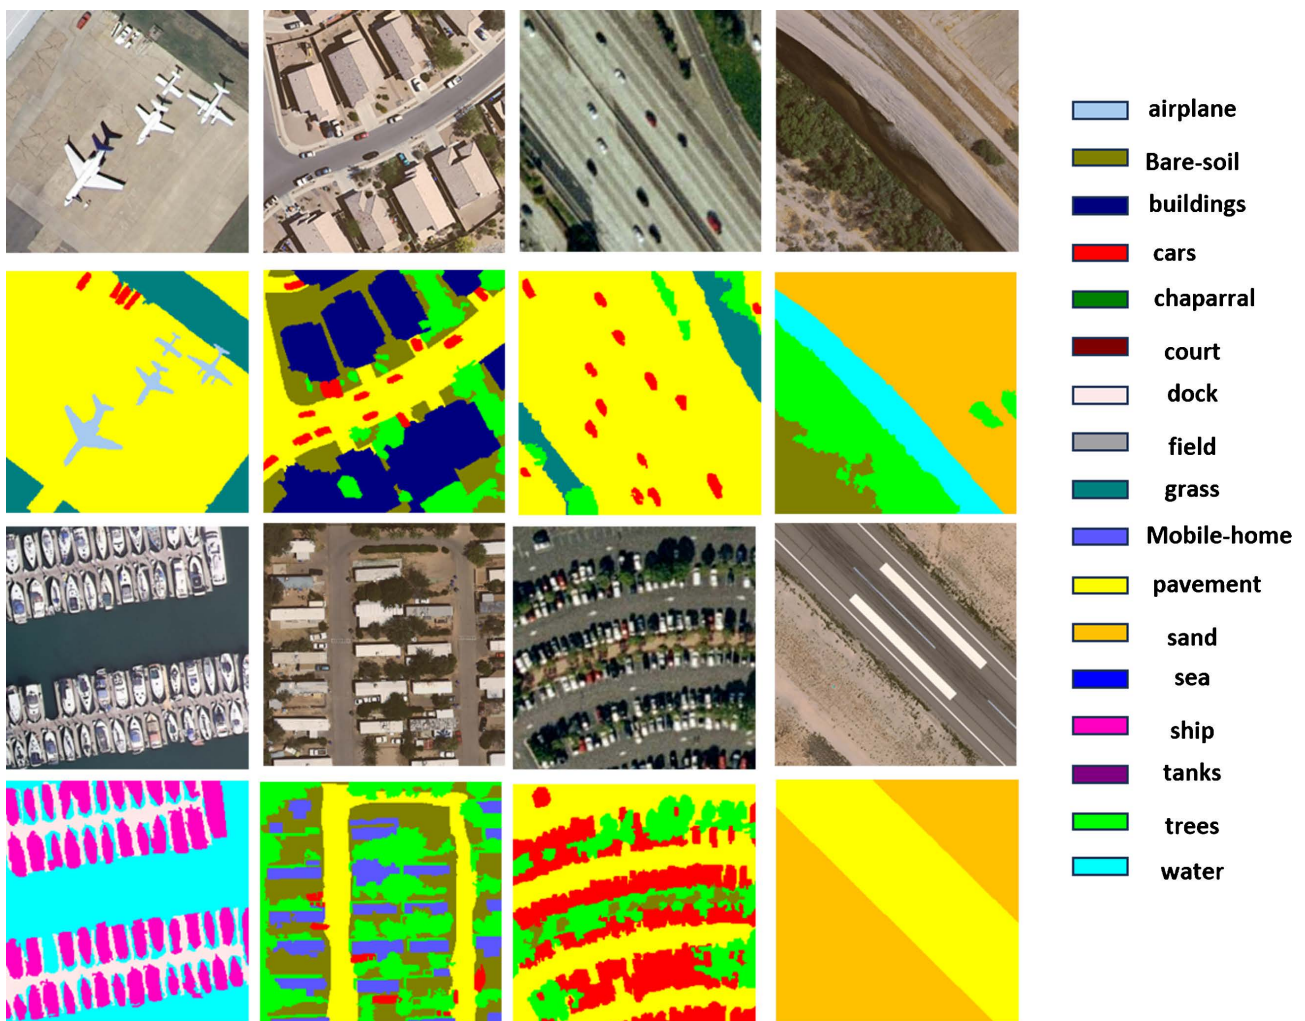 airplane
Bare-soil
buildings
cars
chaparral
court
dock
field
grass
Mobile-home
pavement
sand
sea
ship
tanks
trees
water